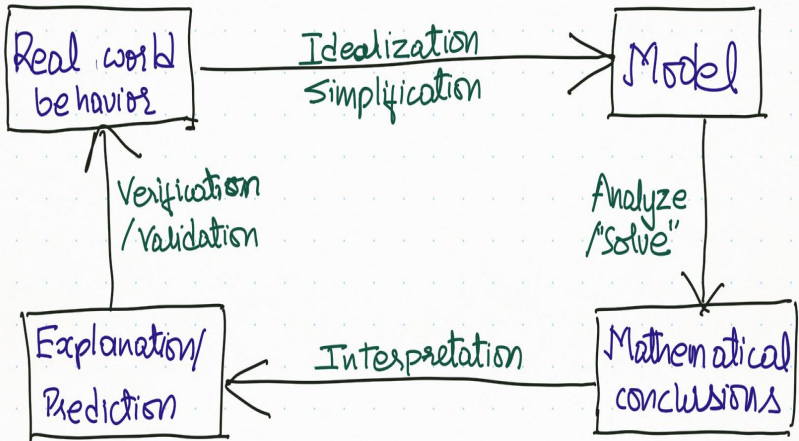 Real world
behavior
Idealization
Simplification
Model
Verification
/Validation
Analyze
/"Solve"
Explanation/
Prediction
Interpretation
Mathematical
conclusions